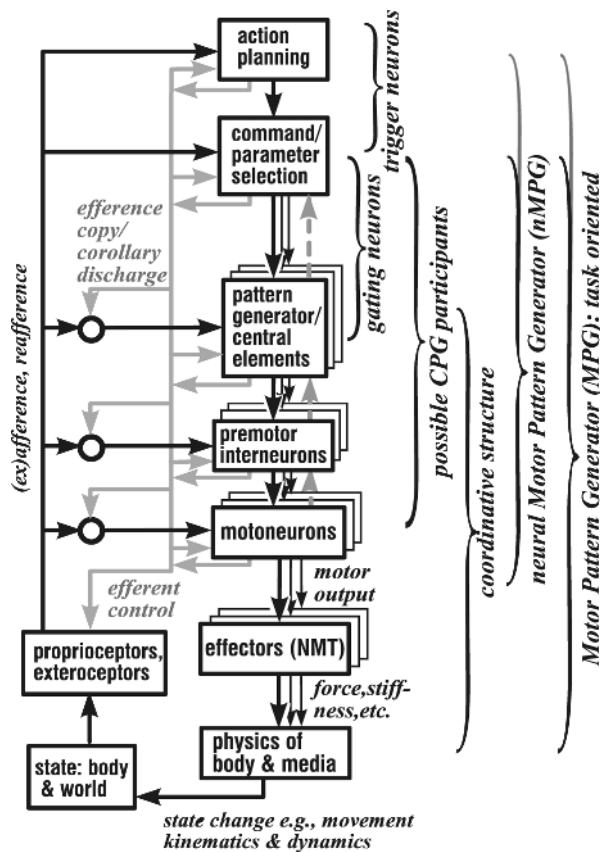 action
planning
command/
parameter
selection
trigger neurons
efference
copy/
corollary
discharge
pattern
generator/
central
elements
gating neurons
premotor
interneurons
motoneurons
(ex)afference, reafference
efferent
control
motor
output
proprioceptors,
exteroceptors
effectors (NMT)
force,stiff-
ness,etc.
physics of
body & media
state: body
& world
state change e.g., movement
kinematics & dynamics
possible CPG participants
coordinative structure
neural Motor Pattern Generator (nMPG)
Motor Pattern Generator (MPG): task oriented